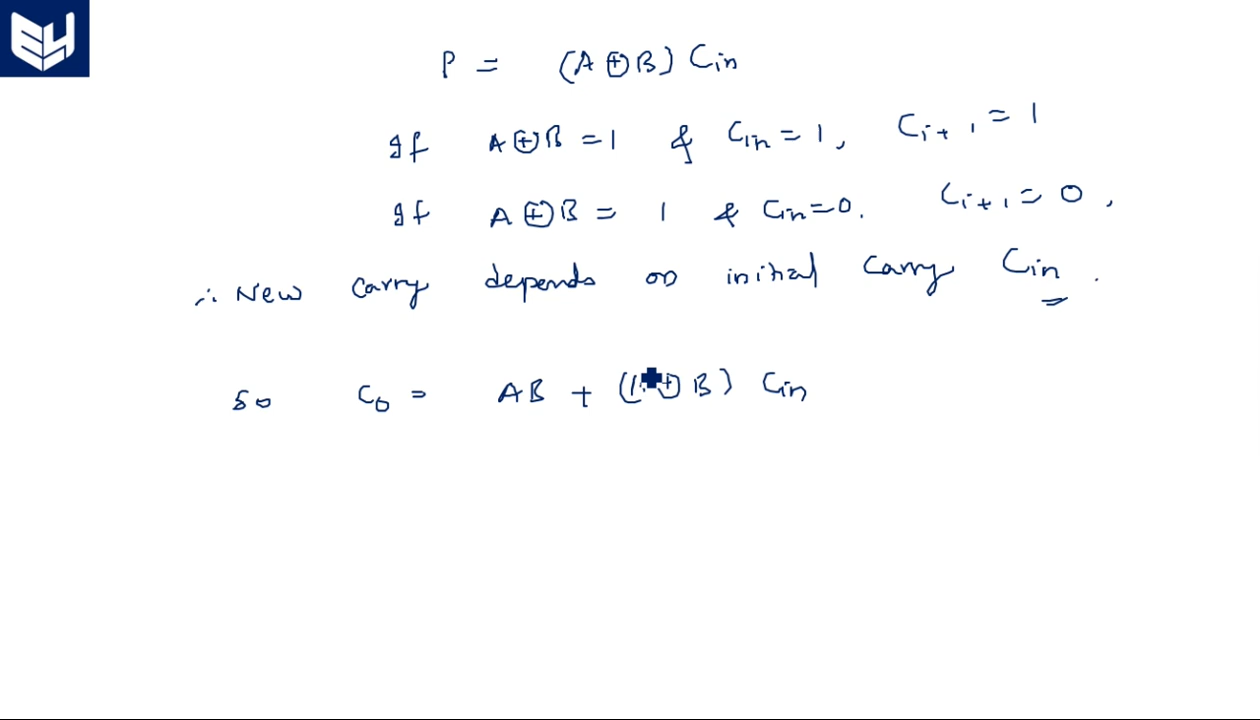 P = (A ⊕ B) Cin
If A ⊕ B = 1 & Cin = 1, Ci+1 = 1
If A ⊕ B = 1 & Cin = 0. Ci+1 = 0,
∴ New carry depends on initial carry Cin.
So C0 = AB + ( ⊕ B) Cin